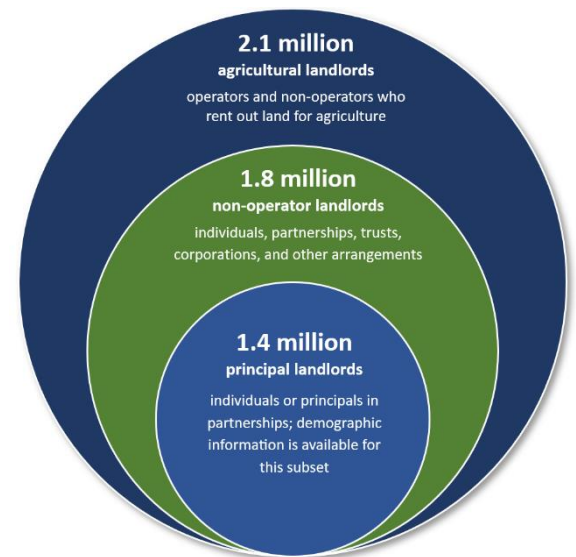 2.1 million
agricultural landlords
operators and non-operators who
rent out land for agriculture
1.8 million
non-operator landlords
individuals, partnerships, trusts,
corporations, and other arrangements
1.4 million
principal landlords
individuals or principals in
partnerships; demographic
information is available for
this subset